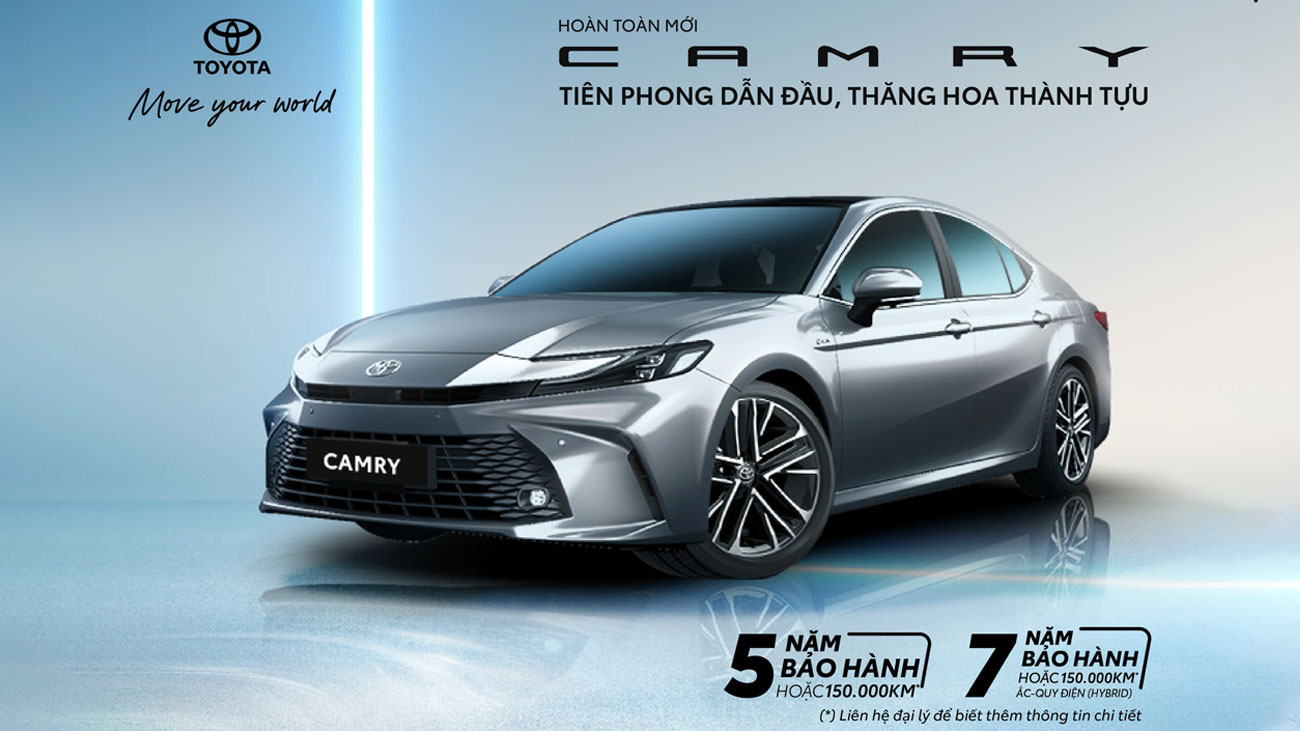 TOYOTA
Move your world
HOÀN TOÀN MỚI
CAMRY
TIÊN PHONG DẪN ĐẦU, THĂNG HOA THÀNH TỰU
CAMRY
5 NĂM
BẢO HÀNH
HOẶC 150.000KM*
7 NĂM
BẢO HÀNH
HOẶC 150.000KM*
ẮC-QUY ĐIỆN (HYBRID)
(*) Liên hệ đại lý để biết thêm thông tin chi tiết